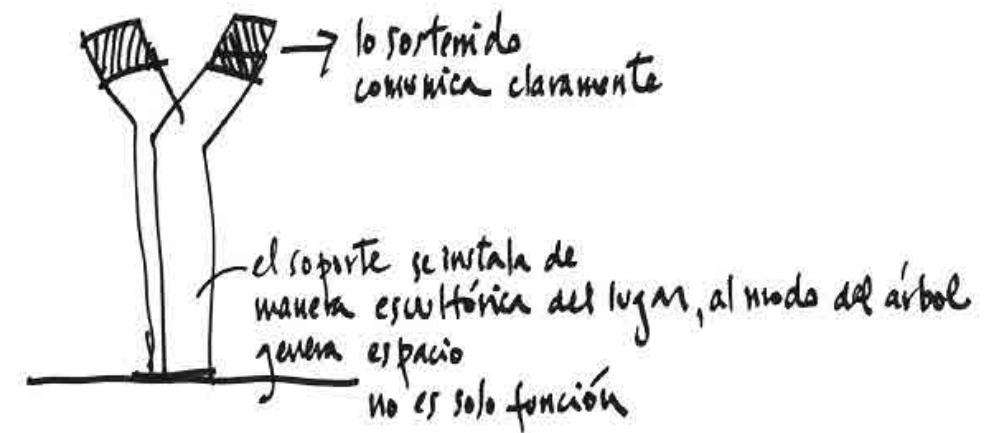 lo sostenido
comunica claramente
el soporte se instala de
manera escultórica del lugar, al modo del árbol
genera espacio
no es solo función